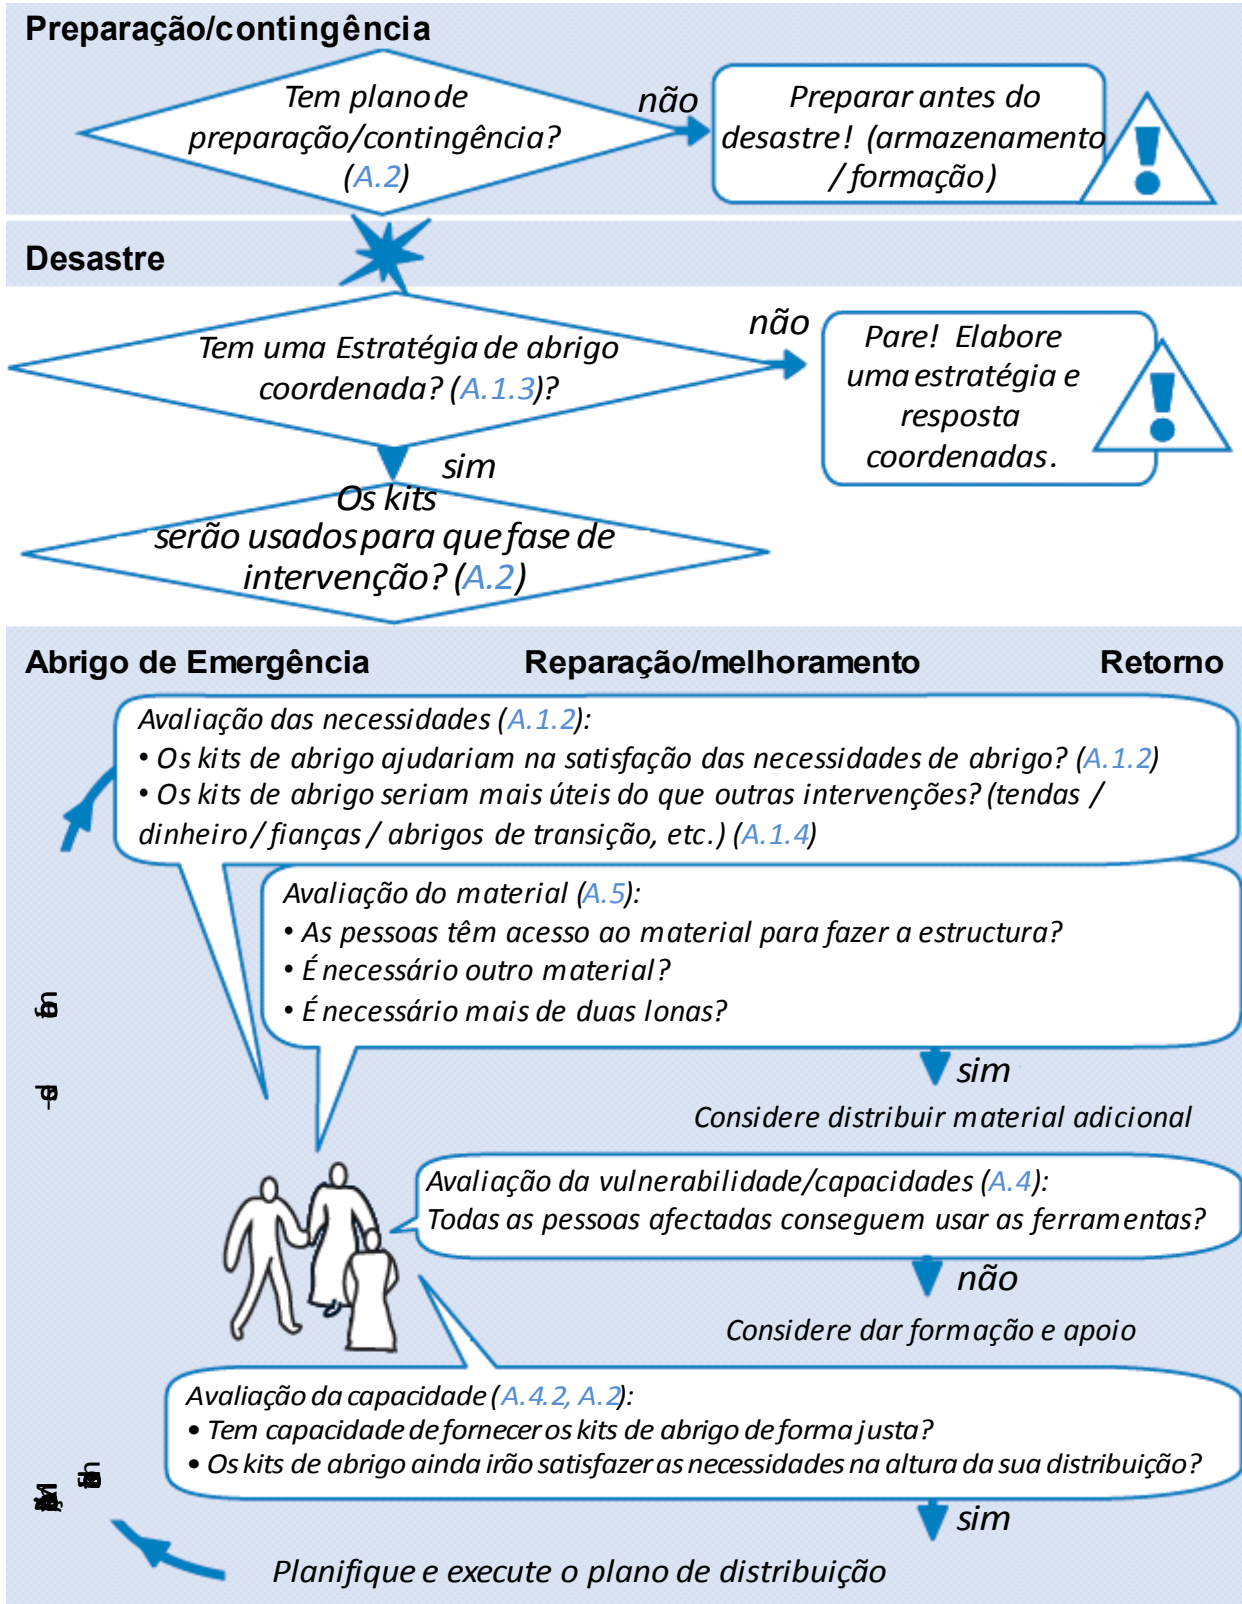 Preparação/contingência
Tem plano de
preparação/contingência?
(A.2)
não
Preparar antes do
desastre! (armazenamento
/ formação)
Desastre
Tem uma Estratégia de abrigo
coordenada? (A.1.3)?
não
Pare! Elabore
uma estratégia e
resposta
coordenadas.
sim
Os kits
serão usados para que fase de
intervenção? (A.2)
Abrigo de Emergência
Reparação/melhoramento
Retorno
Avaliação das necessidades (A.1.2):
• Os kits de abrigo ajudariam na satisfação das necessidades de abrigo? (A.1.2)
• Os kits de abrigo seriam mais úteis do que outras intervenções? (tendas /
dinheiro / fianças / abrigos de transição, etc.) (A.1.4)
Avaliação do material (A.5):
• As pessoas têm acesso ao material para fazer a estructura?
• É necessário outro material?
• É necessário mais de duas lonas?
sim
Considere distribuir material adicional
Avaliação da vulnerabilidade/capacidades (A.4):
Todas as pessoas afectadas conseguem usar as ferramentas?
não
Considere dar formação e apoio
Avaliação da capacidade (A.4.2, A.2):
• Tem capacidade de fornecer os kits de abrigo de forma justa?
• Os kits de abrigo ainda irão satisfazer as necessidades na altura da sua distribuição?
sim
Planifique e execute o plano de distribuição